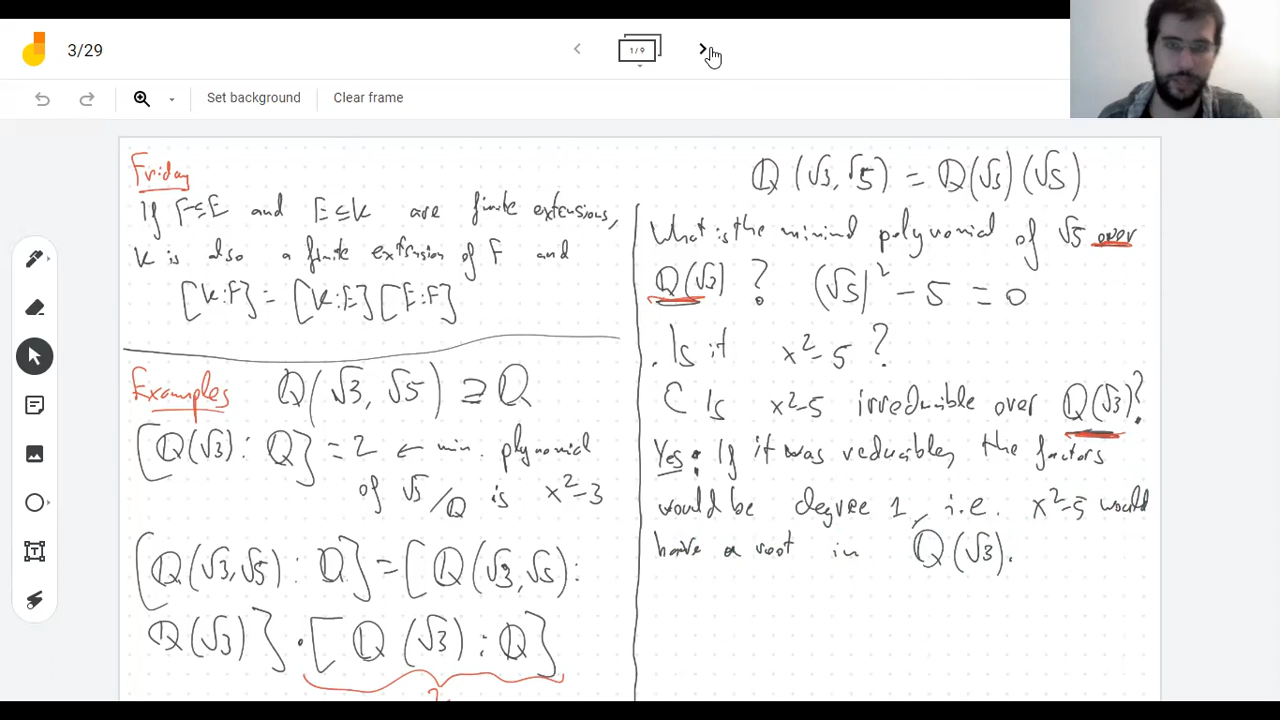 3/29
1/9
Set background
Clear frame
Friday
If F⊆E and E⊆K are finite extensions,
K is also a finite extension of F and
[K:F] = [K:E][E:F]
Examples Q(√3, √5) ⊇ Q
[Q(√3) : Q] = 2 ← min. plynomial
of √3/Q is x²-3
[Q(√3,√5) : Q] = [Q(√3,√5) :
Q(√3)] · [Q(√3) : Q]
Q(√3, √5) = Q(√3)(√5)
What is the minimal polynomial of √5 over
Q(√3)? (√5)² - 5 = 0
. Is it x²-5?
Is x²-5 irreducible over Q(√3)?
Yes: If it was reducible, the factors
would be degree 1, i.e. x²-5 would
have a root in Q(√3).